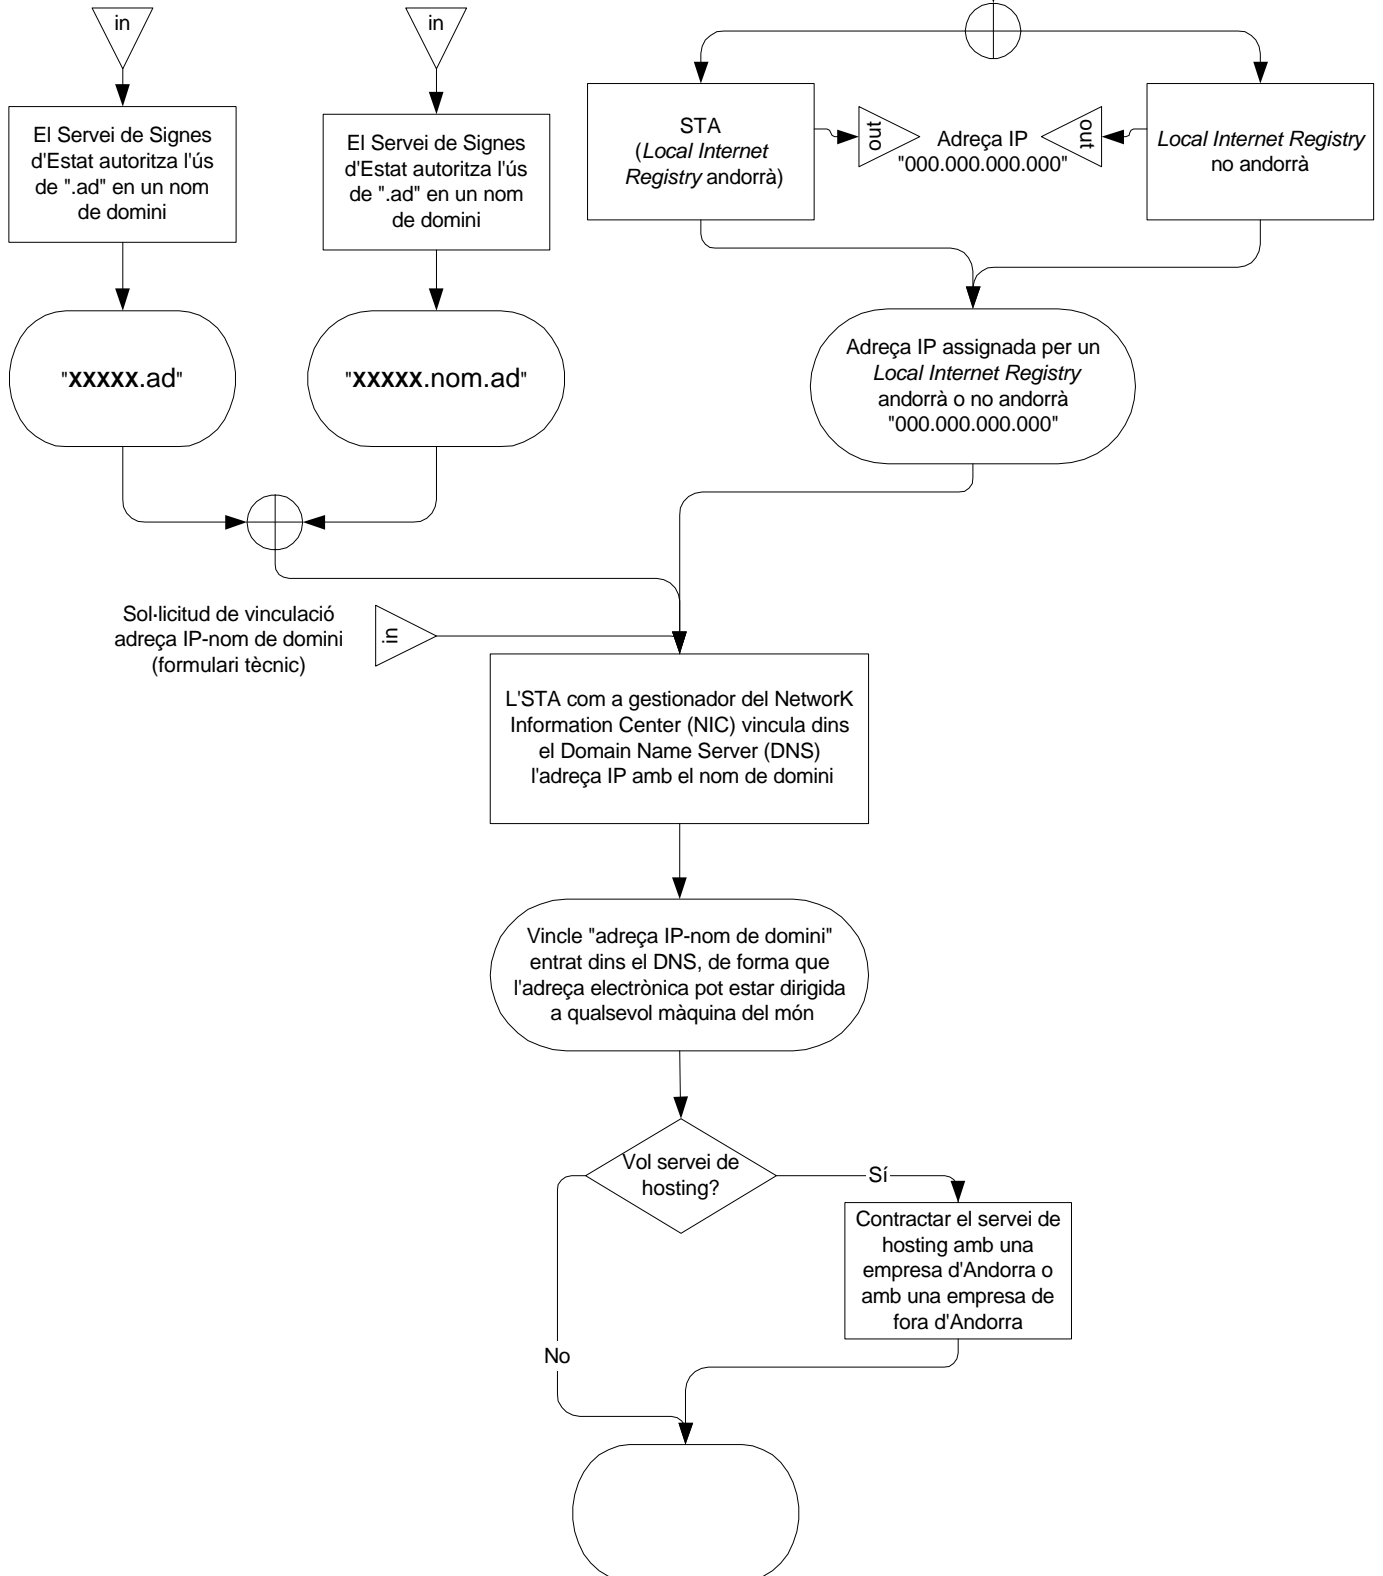 in
in
El Servei de Signes
d'Estat autoritza l'ús
de ".ad" en un nom
de domini
El Servei de Signes
d'Estat autoritza l'ús
de ".ad" en un nom
de domini
STA
(Local Internet
Registry andorrà)
out
Adreça IP
"000.000.000.000"
out
Local Internet Registry
no andorrà
"xxxxx.ad"
"xxxxx.nom.ad"
Adreça IP assignada per un
Local Internet Registry
andorrà o no andorrà
"000.000.000.000"
Sol·licitud de vinculació
adreça IP-nom de domini
(formulari tècnic)
in
L'STA com a gestionador del NetworK
Information Center (NIC) vincula dins
el Domain Name Server (DNS)
l'adreça IP amb el nom de domini
Vincle "adreça IP-nom de domini"
entrat dins el DNS, de forma que
l'adreça electrònica pot estar dirigida
a qualsevol màquina del món
Vol servei de
hosting?
Sí
Contractar el servei de
hosting amb una
empresa d'Andorra o
amb una empresa de
fora d'Andorra
No